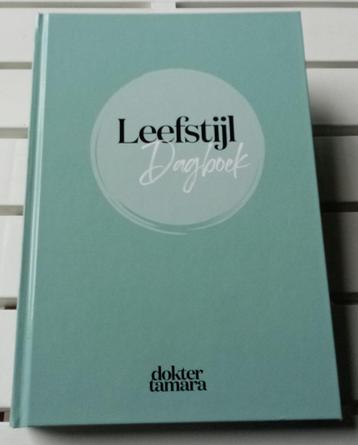 Leefstijl
Dagboek
dokter
tamara